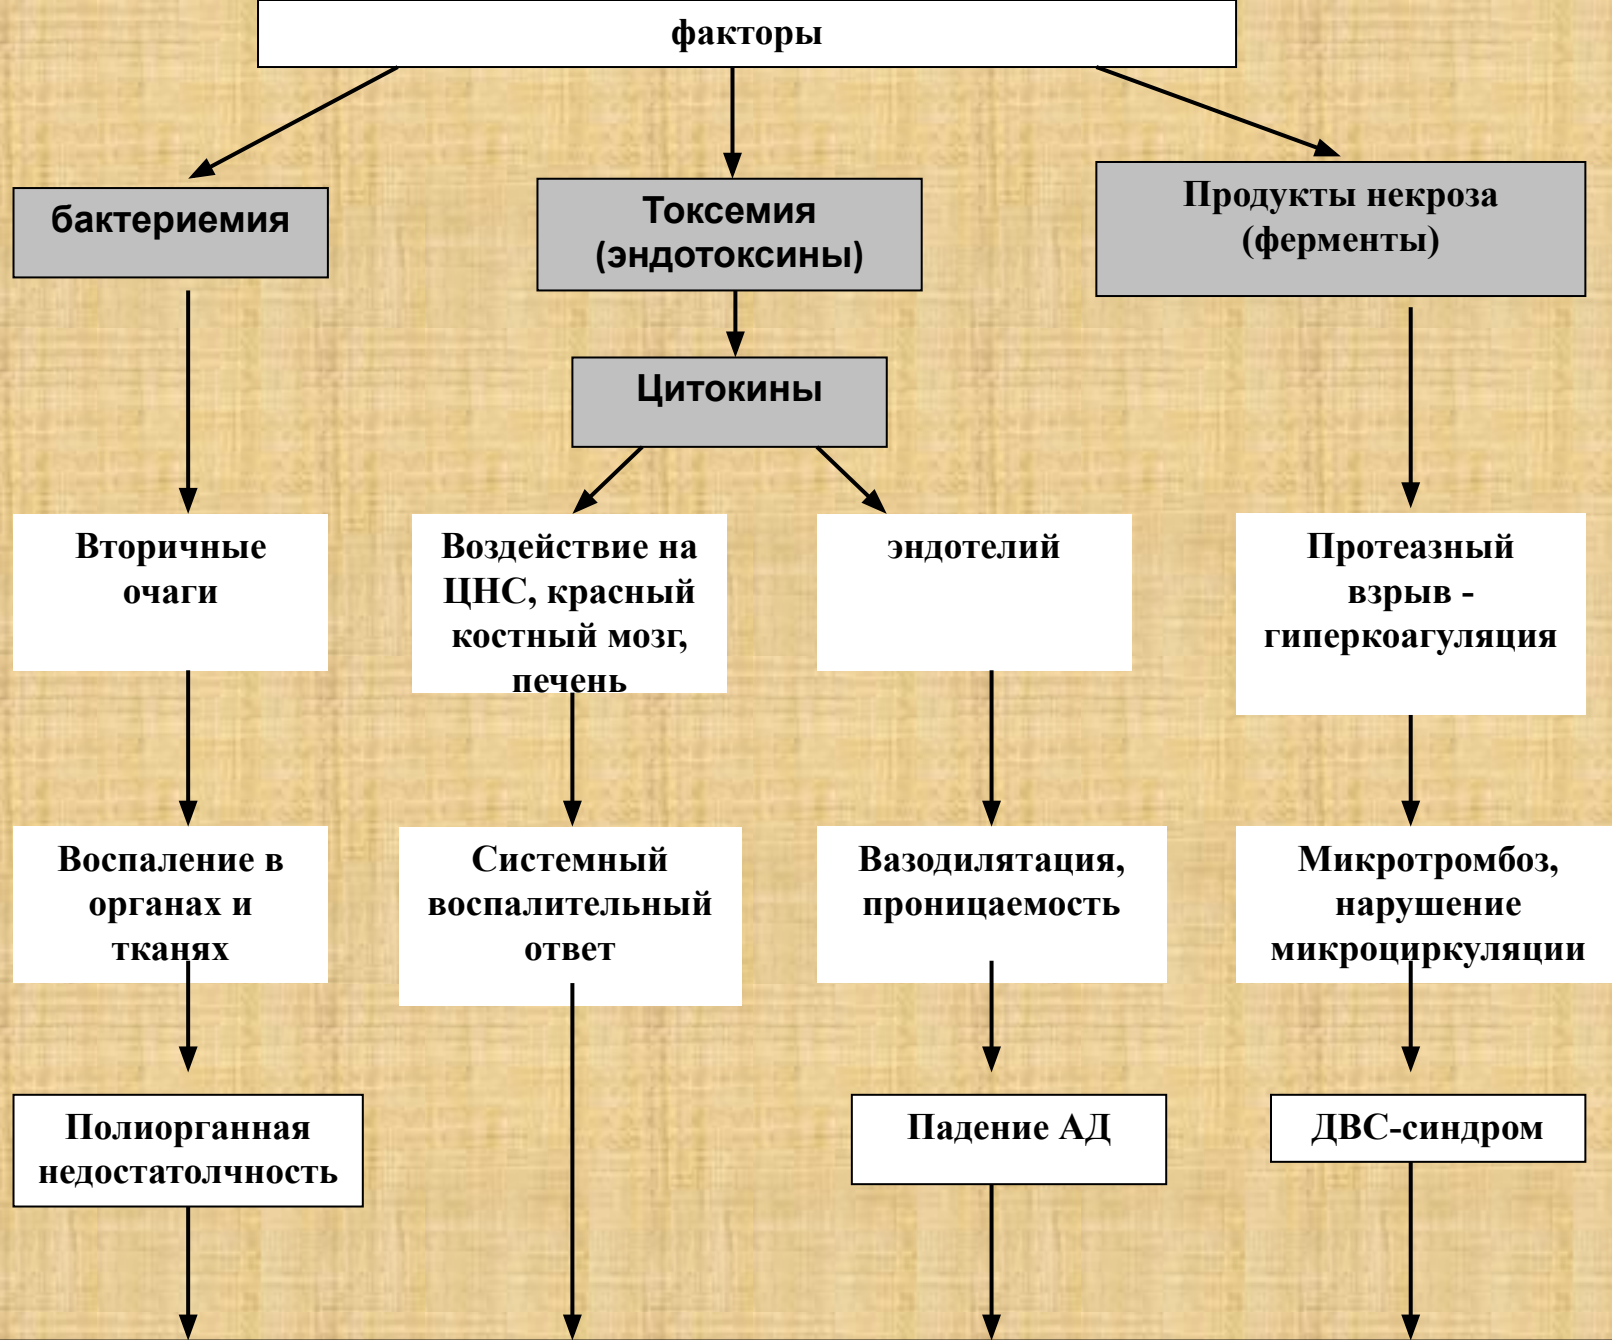 факторы
бактериемия
Токсемия
(эндотоксины)
Продукты некроза
(ферменты)
Цитокины
Вторичные
очаги
Воздействие на
ЦНС, красный
костный мозг,
печень
эндотелий
Протеазный
взрыв -
гиперкоагуляция
Воспаление в
органах и
тканях
Системный
воспалительный
ответ
Вазодилятация,
проницаемость
Микротромбоз,
нарушение
микроциркуляции
Полиорганная
недостатолчность
Падение АД
ДВС-синдром